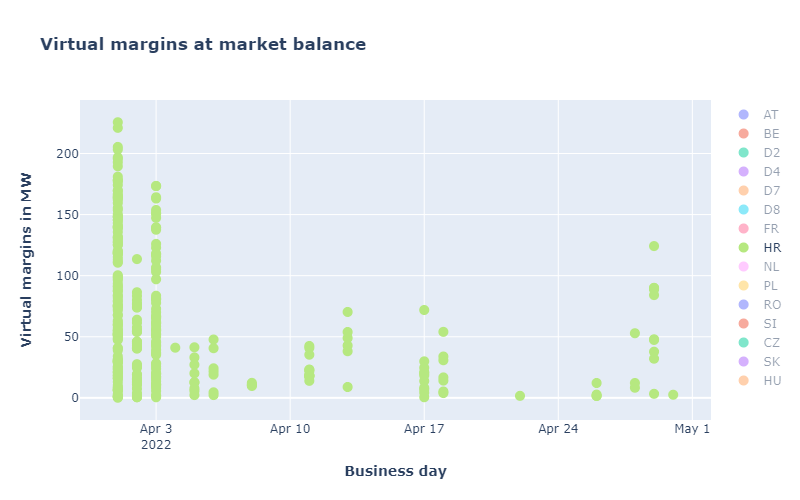 Virtual margins at market balance
Virtual margins in MW
200
150
100
50
0
Apr 3
2022
Apr 10
Apr 17
Apr 24
May 1
Business day
AT
BE
D2
D4
D7
D8
FR
HR
NL
PL
RO
SI
CZ
SK
HU